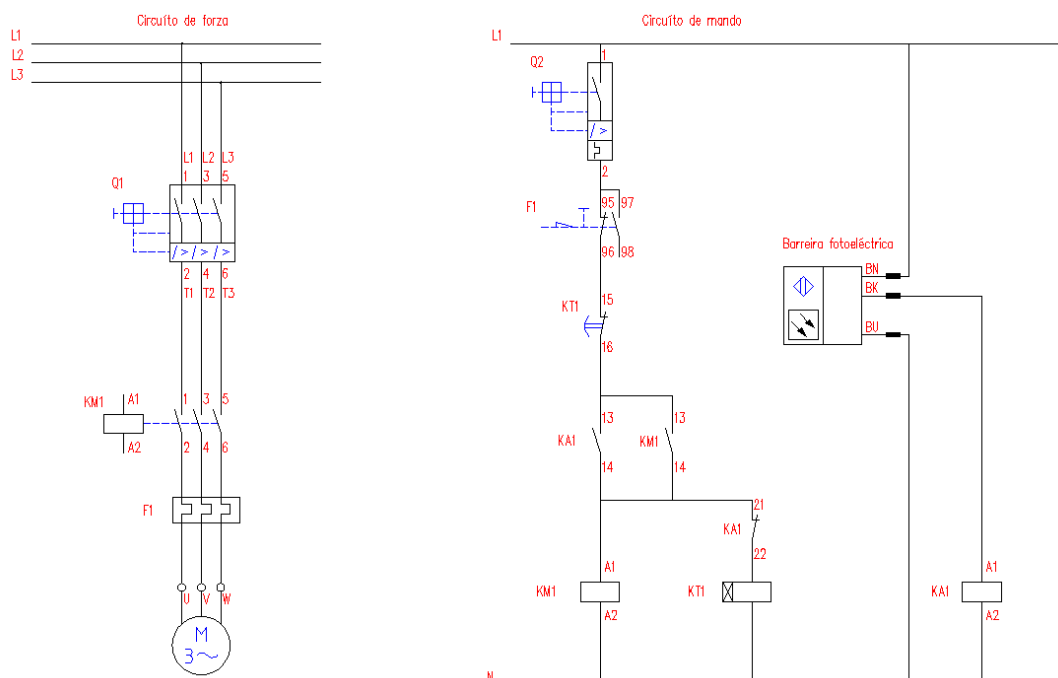 Circuíto de forza
L1
L2
L3
L1 L2 L3
1 3 5
Q1
/> /> />
2 4 6
T1 T2 T3
KM1 A1 1 3 5
A2 2 4 6
F1
U V W
M
3~
Circuíto de mando
L1
1
Q2
/>
2
F1 95 97
96 98
KT1 15
16
13 13
KA1 KM1
14 14
21
KA1
22
A1
KM1 KT1
A2
Barreira fotoeléctrica
BN
BK
BU
A1
KA1
A2
N